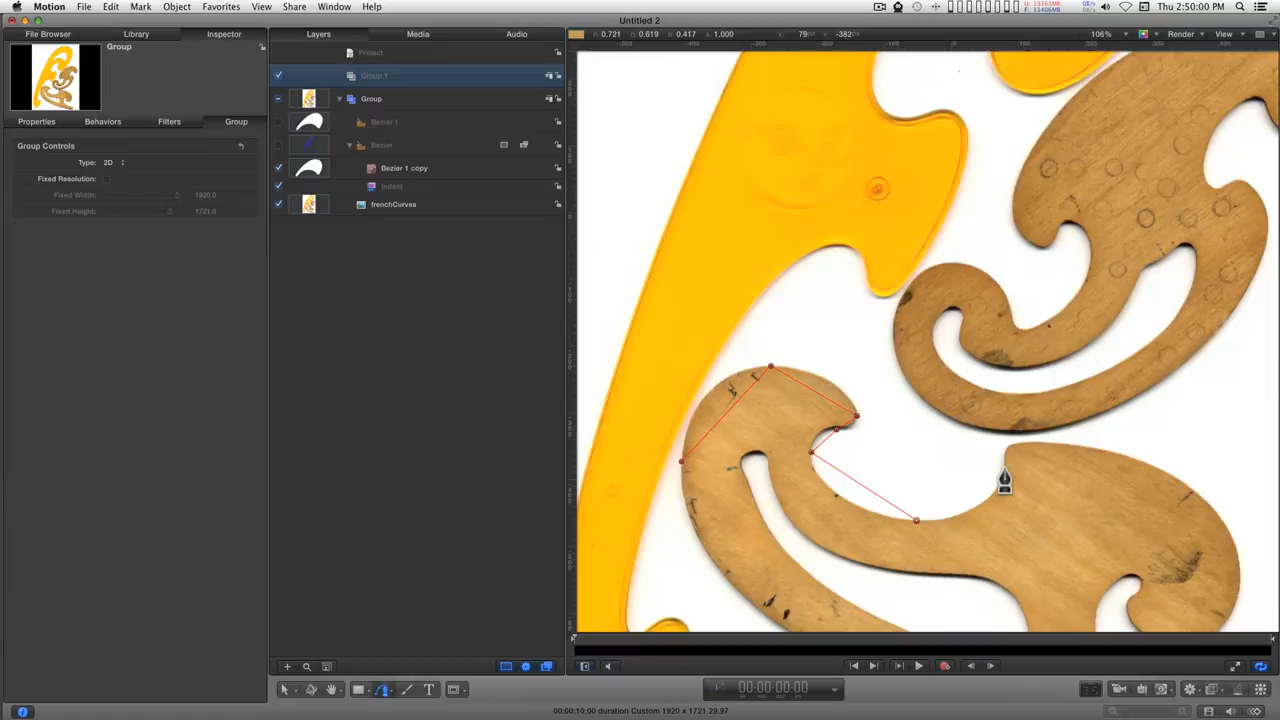 Motion File Edit Mark Object Favorites View Share Window Help
Thu 2:50:00 PM
Untitled 2
File Browser Library Inspector
Layers Media Audio
R: 0.721 G: 0.619 B: 0.417 A: 1.000 X: 79 Y: -382
106% Render View
Group
Project
Group 1
Group
Properties Behaviors Filters Group
Bezier 1
Group Controls
Bezier
Type: 2D
Bezier 1 copy
Fixed Resolution:
Indent
Fixed Width: 1920.0
frenchCurves
Fixed Height: 1721.0
T
00:00:00:00
00:00:10;00 duration Custom 1920 x 1721 29.97